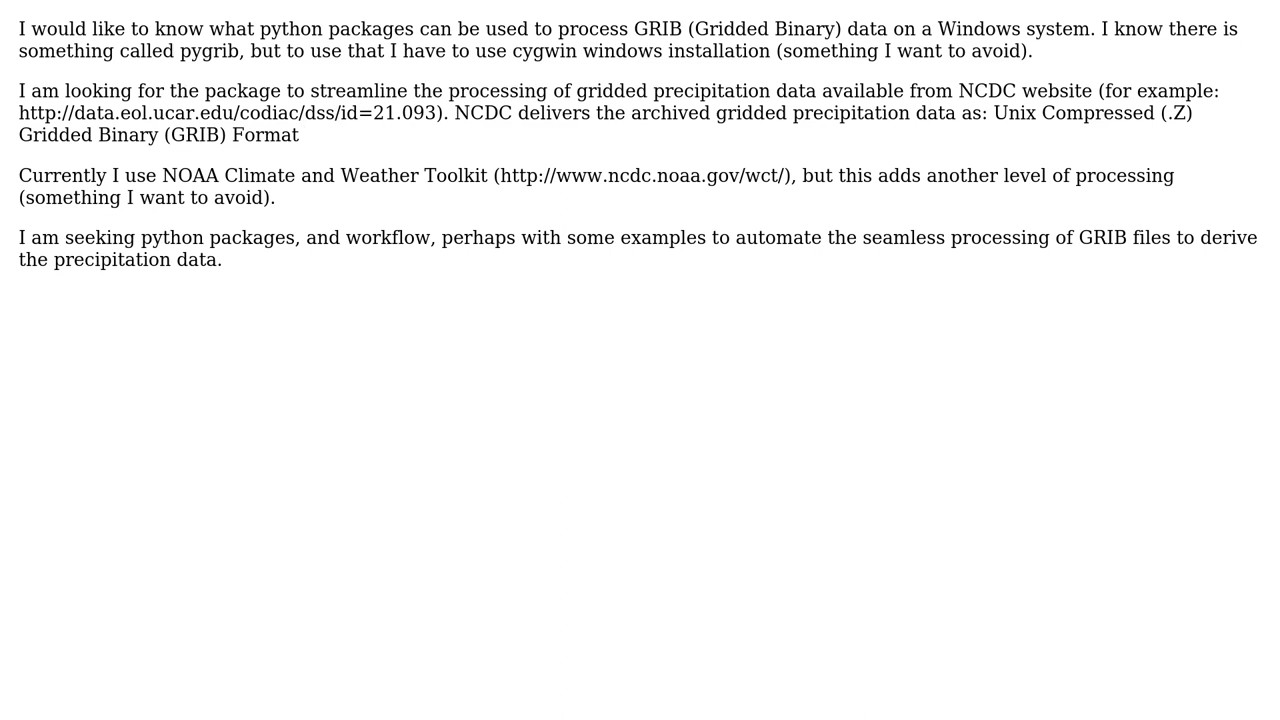 I would like to know what python packages can be used to process GRIB (Gridded Binary) data on a Windows system. I know there is
something called pygrib, but to use that I have to use cygwin windows installation (something I want to avoid).
I am looking for the package to streamline the processing of gridded precipitation data available from NCDC website (for example:
http://data.eol.ucar.edu/codiac/dss/id=21.093). NCDC delivers the archived gridded precipitation data as: Unix Compressed (.Z)
Gridded Binary (GRIB) Format
Currently I use NOAA Climate and Weather Toolkit (http://www.ncdc.noaa.gov/wct/), but this adds another level of processing
(something I want to avoid).
I am seeking python packages, and workflow, perhaps with some examples to automate the seamless processing of GRIB files to derive
the precipitation data.